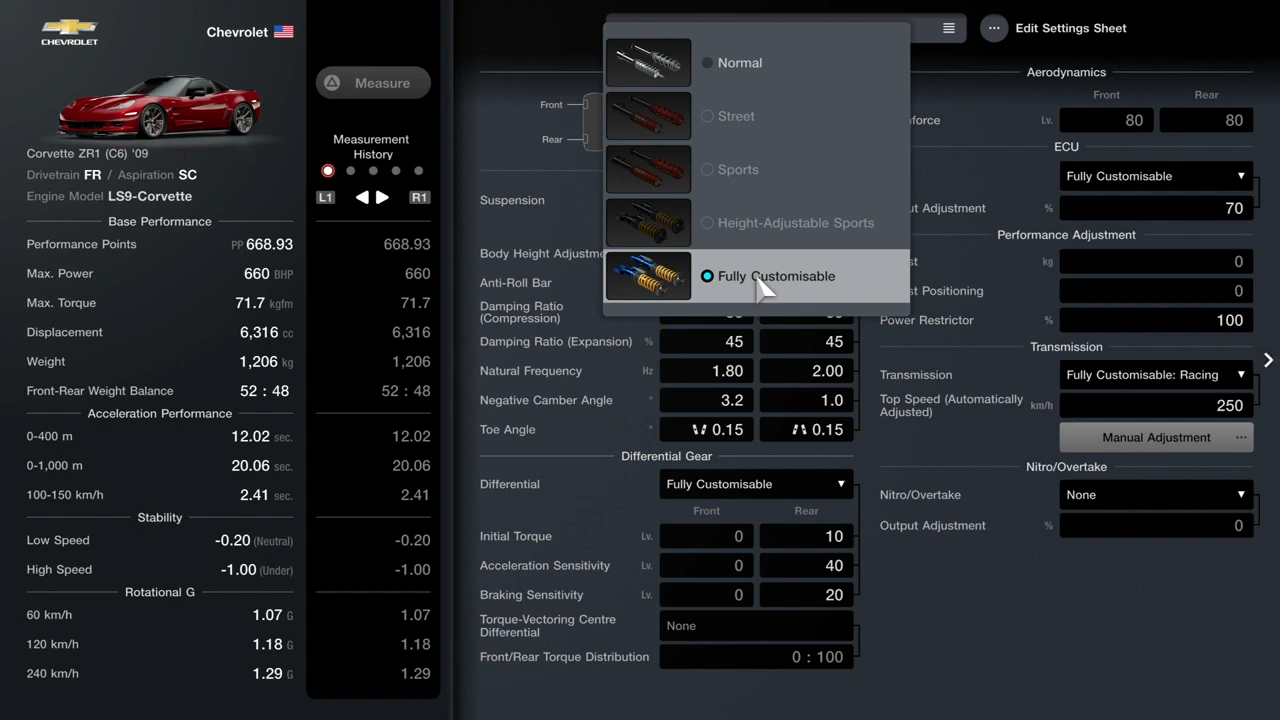 CHEVROLET
Chevrolet
Corvette ZR1 (C6) '09
Drivetrain FR / Aspiration SC
Engine Model LS9-Corvette
Base Performance
Performance Points PP 668.93
Max. Power 660 BHP
Max. Torque 71.7 kgfm
Displacement 6,316 cc
Weight 1,206 kg
Front-Rear Weight Balance 52 : 48
Acceleration Performance
0-400 m 12.02 sec.
0-1,000 m 20.06 sec.
100-150 km/h 2.41 sec.
Stability
Low Speed -0.20 (Neutral)
High Speed -1.00 (Under)
Rotational G
60 km/h 1.07 G
120 km/h 1.18 G
240 km/h 1.29 G
Measure
Measurement
History
L1 R1
668.93
660
71.7
6,316
1,206
52 : 48
12.02
20.06
2.41
-0.20
-1.00
1.07
1.18
1.29
Edit Settings Sheet
Front
Rear
Normal
Street
Sports
Height-Adjustable Sports
Fully Customisable
Suspension
Body Height Adjustme
Anti-Roll Bar
Damping Ratio
(Compression)
Damping Ratio (Expansion) % 45 45
Natural Frequency Hz 1.80 2.00
Negative Camber Angle ° 3.2 1.0
Toe Angle ° 0.15 0.15
Differential Gear
Differential Fully Customisable
Front Rear
Initial Torque Lv. 0 10
Acceleration Sensitivity Lv. 0 40
Braking Sensitivity Lv. 0 20
Torque-Vectoring Centre
Differential
None
Front/Rear Torque Distribution 0 : 100
Aerodynamics
Front Rear
nforce Lv. 80 80
ECU
Fully Customisable
ut Adjustment % 70
Performance Adjustment
st kg 0
st Positioning 0
Power Restrictor % 100
Transmission
Transmission Fully Customisable: Racing
Top Speed (Automatically
Adjusted) km/h 250
Manual Adjustment
Nitro/Overtake
Nitro/Overtake None
Output Adjustment % 0